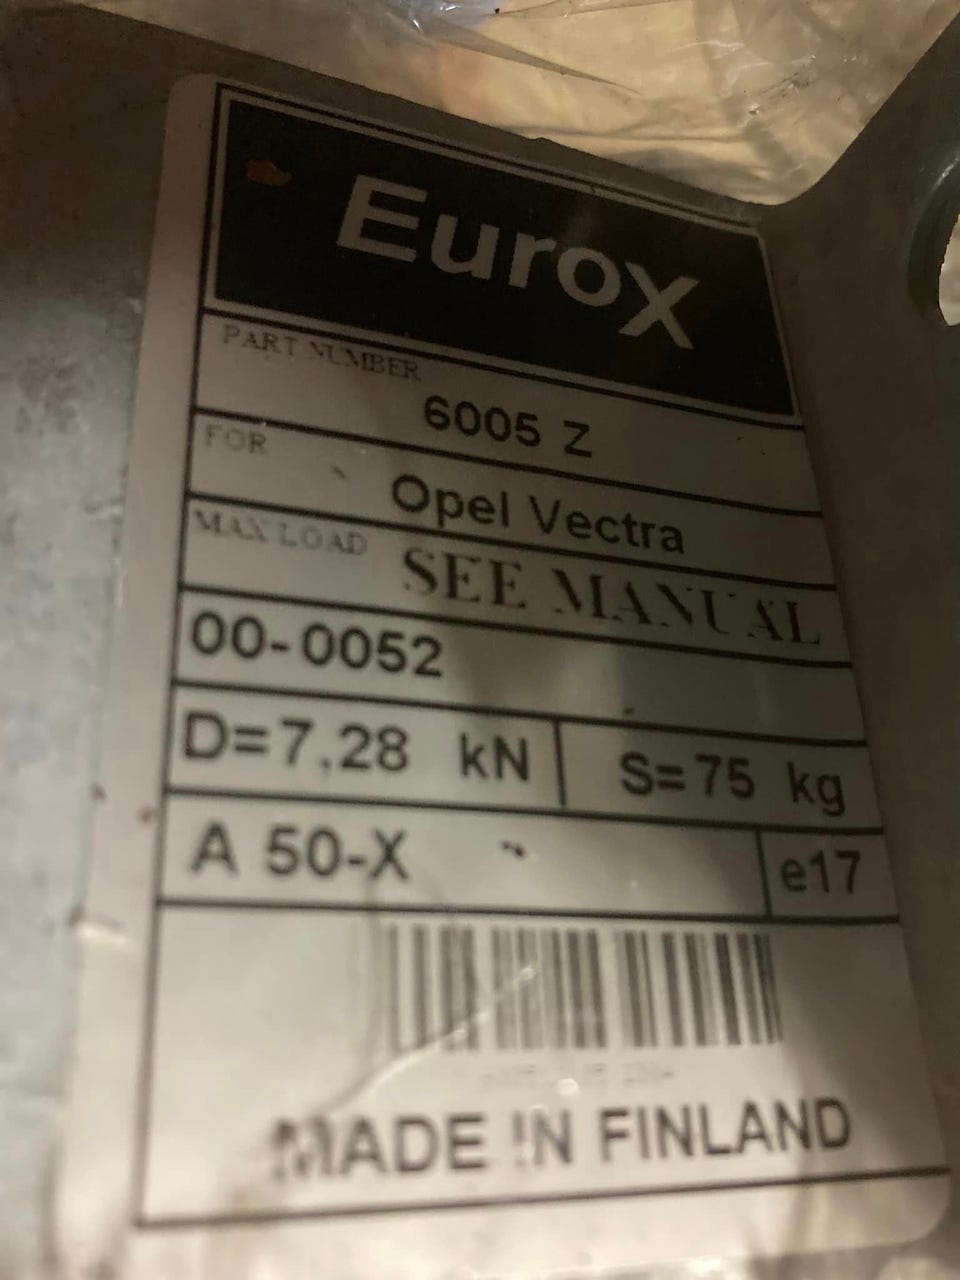 EuroX
PART NUMBER
6005 Z
FOR
Opel Vectra
MAX LOAD
SEE MANUAL
00-0052
D=7,28 kN S=75 kg
A 50-X e17
MADE IN FINLAND